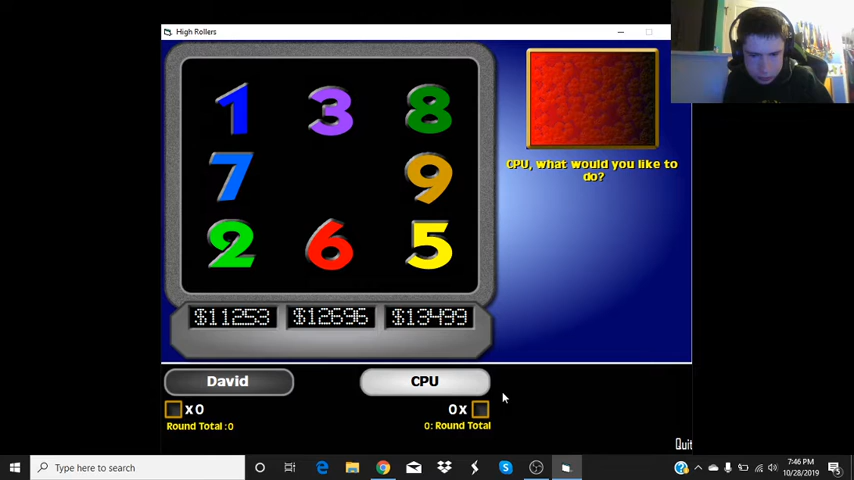 High Rollers
1 3 8
7 9
2 6 5
$11253 $12696 $13499
CPU, what would you like to
do?
David CPU
x0 0x
Round Total :0 0: Round Total
Quit
Type here to search
7:46 PM
10/28/2019